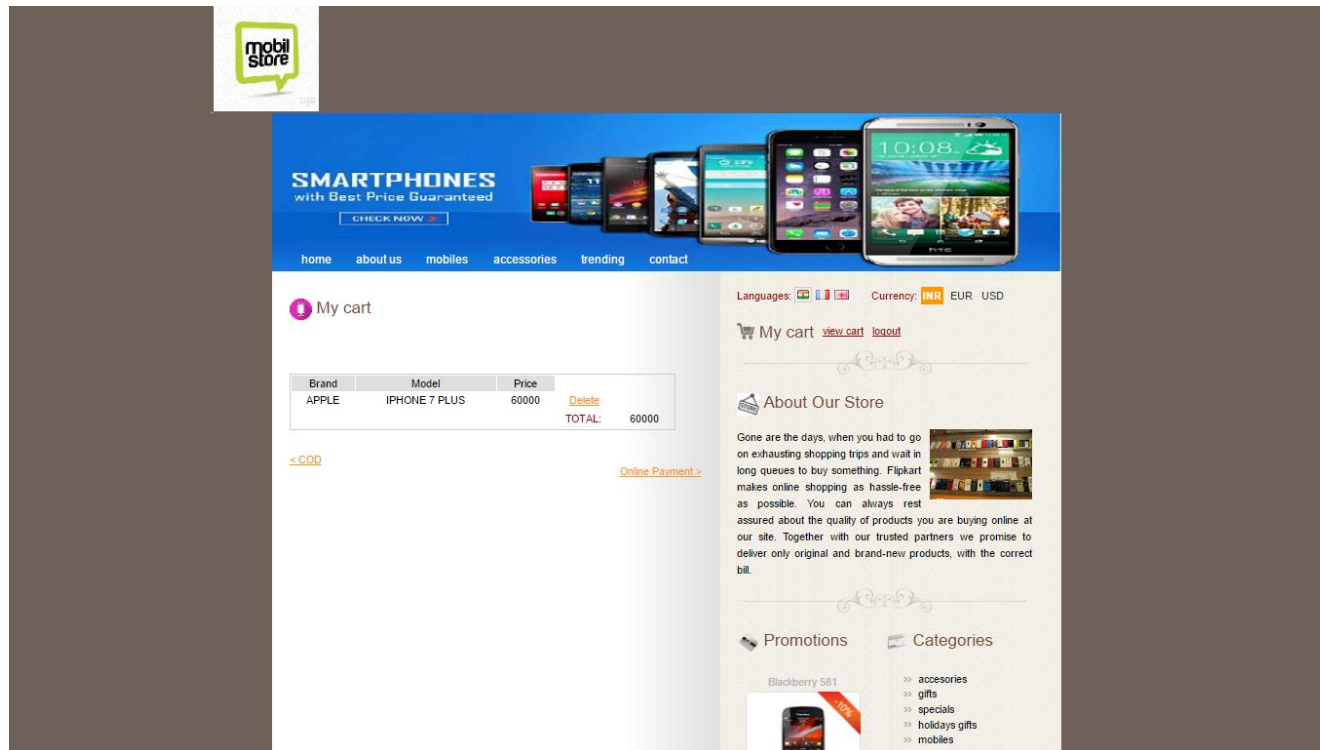 mobil
store
SMARTPHONES
with Best Price Guaranteed
CHECK NOW >
10:08
hTC
home about us mobiles accessories trending contact
My cart
Brand Model Price
APPLE IPHONE 7 PLUS 60000 Delete
TOTAL: 60000
< COD
Online Payment >
Languages: Currency: INR EUR USD
My cart view cart logout
About Our Store
Gone are the days, when you had to go
on exhausting shopping trips and wait in
long queues to buy something. Flipkart
makes online shopping as hassle-free
as possible. You can always rest
assured about the quality of products you are buying online at
our site. Together with our trusted partners we promise to
deliver only original and brand-new products, with the correct
bill.
Promotions
Blackberry 581
-10%
Categories
accesories
gifts
specials
holidays gifts
mobiles